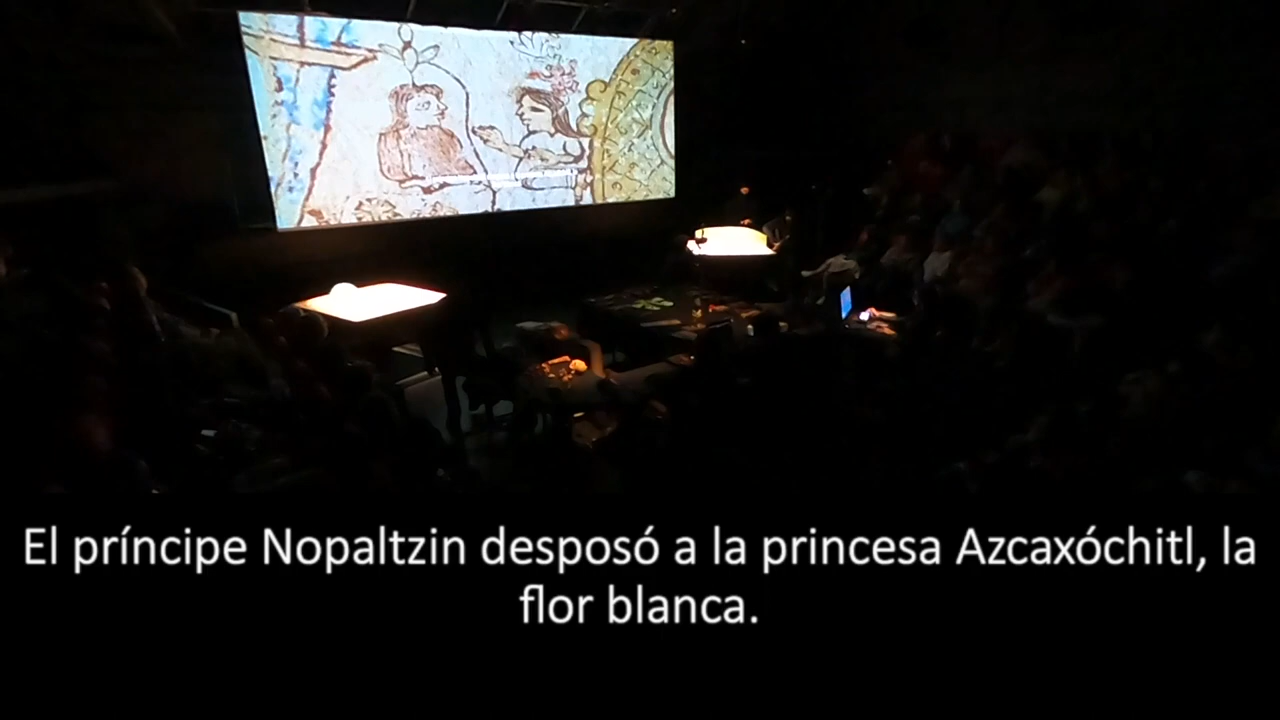 El príncipe Nopaltzin desposó a la princesa Azcaxóchitl, la
flor blanca.